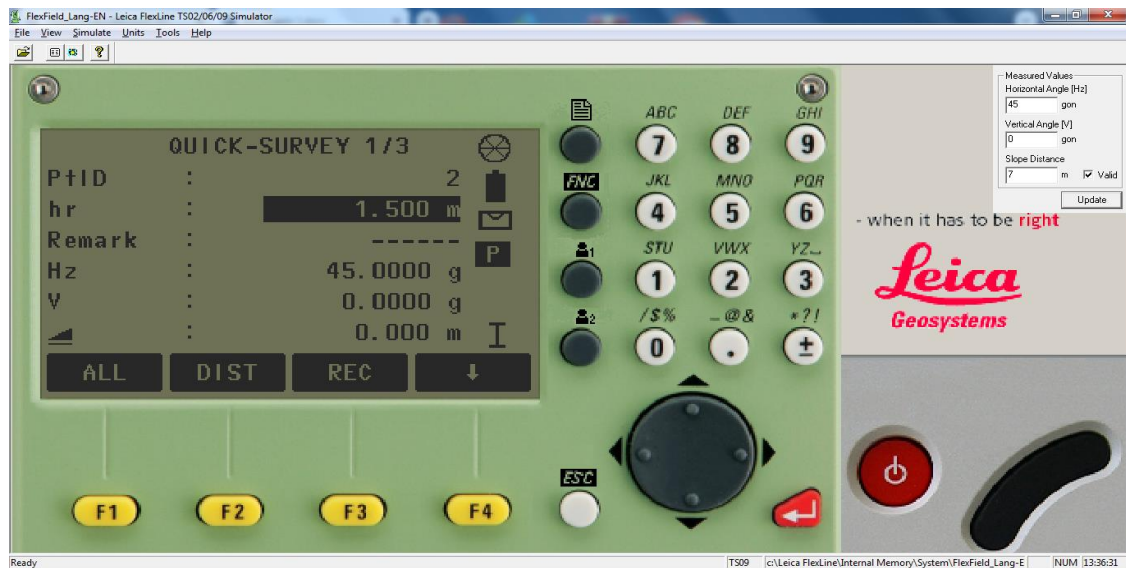 FlexField_Lang-EN - Leica FlexLine TS02/06/09 Simulator
File View Simulate Units Tools Help
QUICK-SURVEY 1/3
PtID : 2
hr : 1.500 m
Remark : ------
Hz : 45.0000 g
V : 0.0000 g
: 0.000 m
P
I
ALL DIST REC ↓
F1 F2 F3 F4
FNC
1
2
ESC
ABC DEF GHI
7 8 9
JKL MNO PQR
4 5 6
STU VWX YZ
1 2 3
/$% _@& *?!
0 . ±
Measured Values
Horizontal Angle [Hz]
45 gon
Vertical Angle [V]
0 gon
Slope Distance
7 m Valid
Update
- when it has to be right
Leica
Geosystems
Ready TS09 c:\Leica FlexLine\Internal Memory\System\FlexField_Lang-E NUM 13:36:31